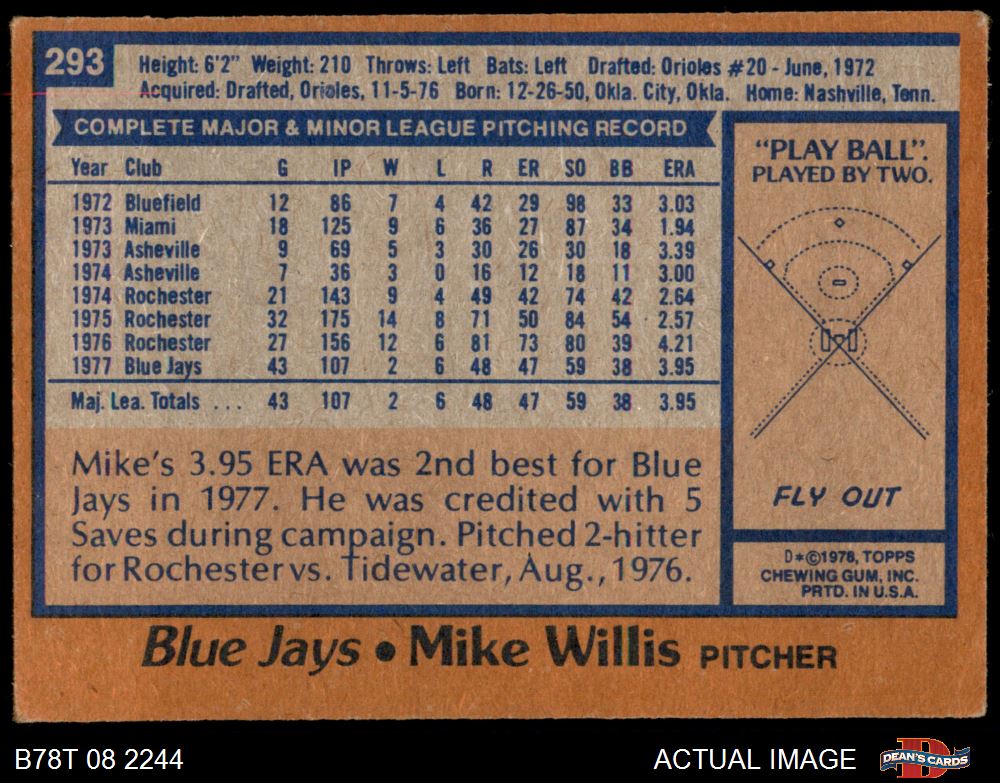 293
Height: 6'2" Weight: 210 Throws: Left Bats: Left Drafted: Orioles #20 - June, 1972
Acquired: Drafted, Orioles, 11-5-76 Born: 12-26-50, Okla. City, Okla. Home: Nashville, Tenn.
COMPLETE MAJOR & MINOR LEAGUE PITCHING RECORD
Year Club G IP W L R ER SO BB ERA
1972 Bluefield 12 86 7 4 42 29 98 33 3.03
1973 Miami 18 125 9 6 36 27 87 34 1.94
1973 Asheville 9 69 5 3 30 26 30 18 3.39
1974 Asheville 7 36 3 0 16 12 18 11 3.00
1974 Rochester 21 143 9 4 49 42 74 42 2.64
1975 Rochester 32 175 14 8 71 50 84 54 2.57
1976 Rochester 27 156 12 6 81 73 80 39 4.21
1977 Blue Jays 43 107 2 6 48 47 59 38 3.95
Maj. Lea. Totals ... 43 107 2 6 48 47 59 38 3.95
Mike's 3.95 ERA was 2nd best for Blue
Jays in 1977. He was credited with 5
Saves during campaign. Pitched 2-hitter
for Rochester vs. Tidewater, Aug., 1976.
"PLAY BALL".
PLAYED BY TWO.
FLY OUT
D*©1978, TOPPS
CHEWING GUM, INC.
PRTD. IN U.S.A.
Blue Jays • Mike Willis PITCHER
B78T 08 2244
ACTUAL IMAGE
DEAN'S CARDS